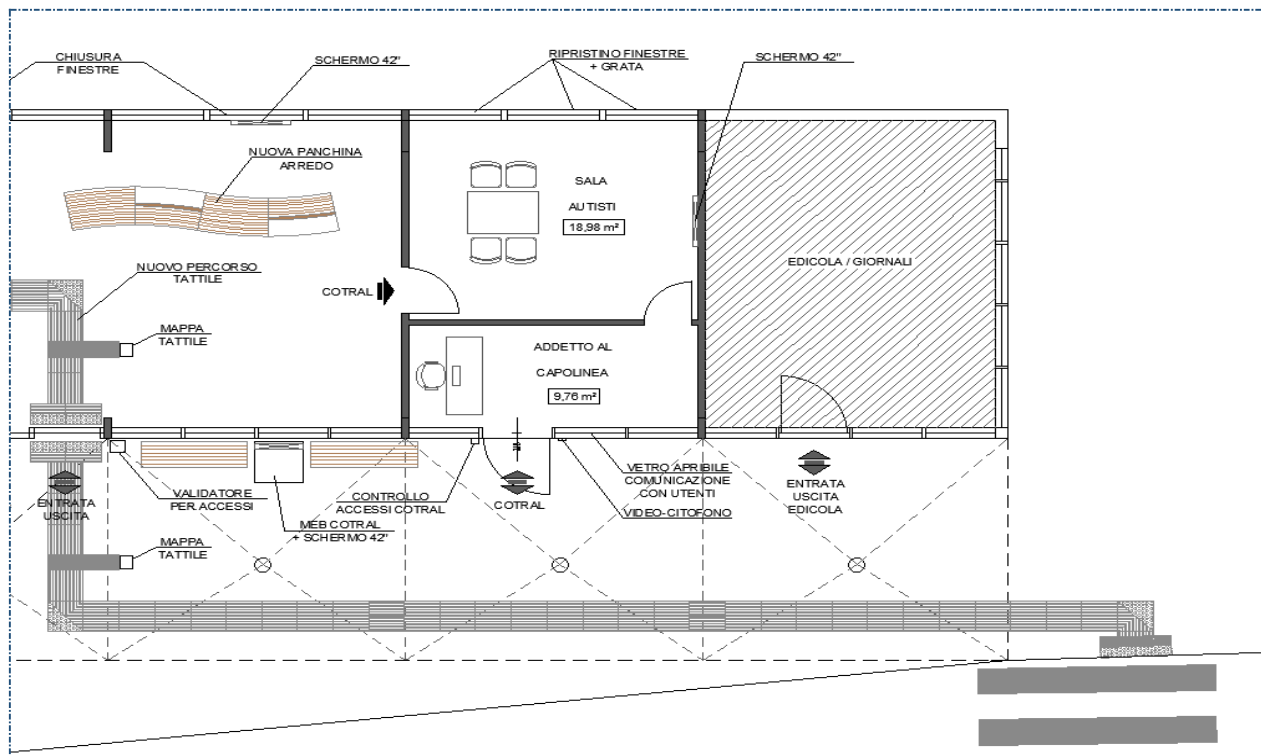 CHIUSURA
FINESTRE
SCHERMO 42"
RIPRISTINO FINESTRE
+ GRATA
SCHERMO 42"
NUOVA PANCHINA
ARREDO
SALA
AUTISTI
18,98 m²
NUOVO PERCORSO
TATTILE
EDICOLA / GIORNALI
COTRAL
MAPPA
TATTILE
ADDETTO AL
CAPOLINEA
9,76 m²
ENTRATA
USCITA
VALIDATORE
PER. ACCESSI
MEB COTRAL
+ SCHERMO 42"
CONTROLLO
ACCESSI COTRAL
COTRAL
VETRO APRIBILE
COMUNICAZIONE
CON UTENTI
VIDEO-CITOFONO
ENTRATA
USCITA
EDICOLA
MAPPA
TATTILE